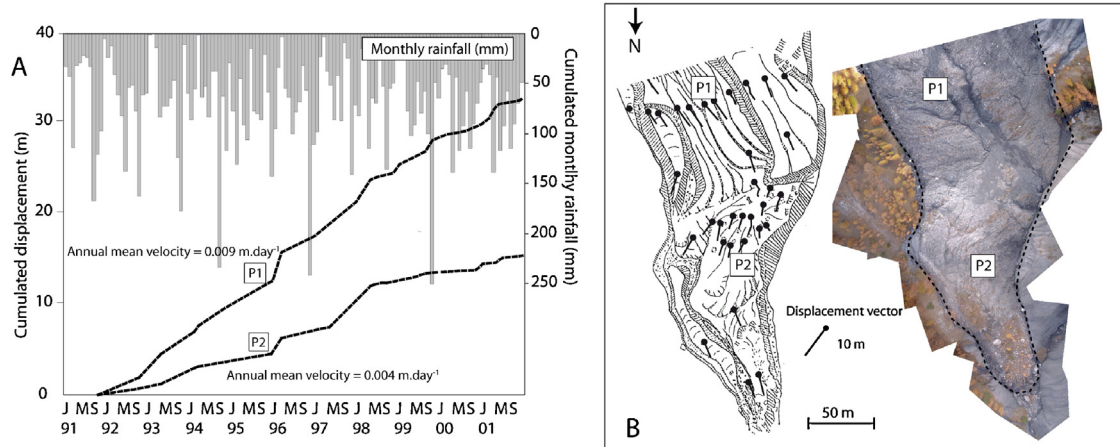 A
Cumulated displacement (m)
40
30
20
10
0
Monthly rainfall (mm)
0
50
100
150
200
250
Cumulated monthly rainfall (mm)
Annual mean velocity = 0.009 m.day-1
P1
P2
Annual mean velocity = 0.004 m.day-1
J MS J MS J MS J MS J MS J MS J MS J MS J MS J MS J MS
91 92 93 94 95 96 97 98 99 00 01
B
N
P1
P2
Displacement vector
10 m
50 m
P1
P2